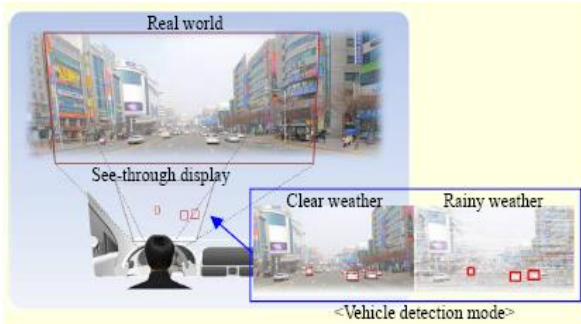 Real world
See-through display
Clear weather
Rainy weather
<Vehicle detection mode>